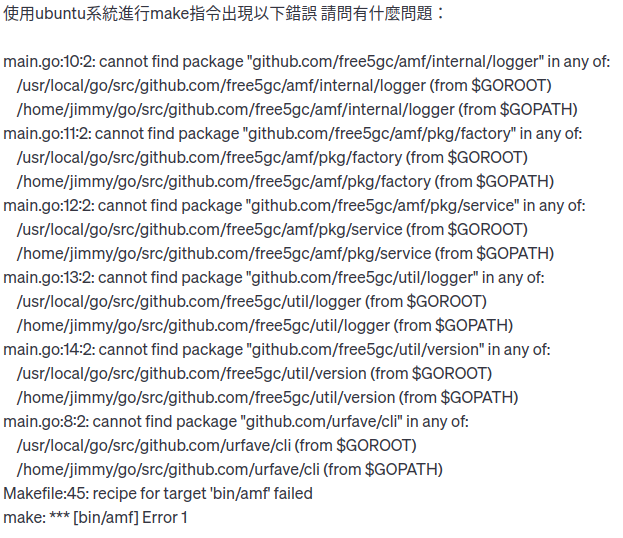 使用ubuntu系統進行make指令出現以下錯誤 請問有什麼問題：
main.go:10:2: cannot find package "github.com/free5gc/amf/internal/logger" in any of:
/usr/local/go/src/github.com/free5gc/amf/internal/logger (from $GOROOT)
/home/jimmy/go/src/github.com/free5gc/amf/internal/logger (from $GOPATH)
main.go:11:2: cannot find package "github.com/free5gc/amf/pkg/factory" in any of:
/usr/local/go/src/github.com/free5gc/amf/pkg/factory (from $GOROOT)
/home/jimmy/go/src/github.com/free5gc/amf/pkg/factory (from $GOPATH)
main.go:12:2: cannot find package "github.com/free5gc/amf/pkg/service" in any of:
/usr/local/go/src/github.com/free5gc/amf/pkg/service (from $GOROOT)
/home/jimmy/go/src/github.com/free5gc/amf/pkg/service (from $GOPATH)
main.go:13:2: cannot find package "github.com/free5gc/util/logger" in any of:
/usr/local/go/src/github.com/free5gc/util/logger (from $GOROOT)
/home/jimmy/go/src/github.com/free5gc/util/logger (from $GOPATH)
main.go:14:2: cannot find package "github.com/free5gc/util/version" in any of:
/usr/local/go/src/github.com/free5gc/util/version (from $GOROOT)
/home/jimmy/go/src/github.com/free5gc/util/version (from $GOPATH)
main.go:8:2: cannot find package "github.com/urfave/cli" in any of:
/usr/local/go/src/github.com/urfave/cli (from $GOROOT)
/home/jimmy/go/src/github.com/urfave/cli (from $GOPATH)
Makefile:45: recipe for target 'bin/amf' failed
make: *** [bin/amf] Error 1